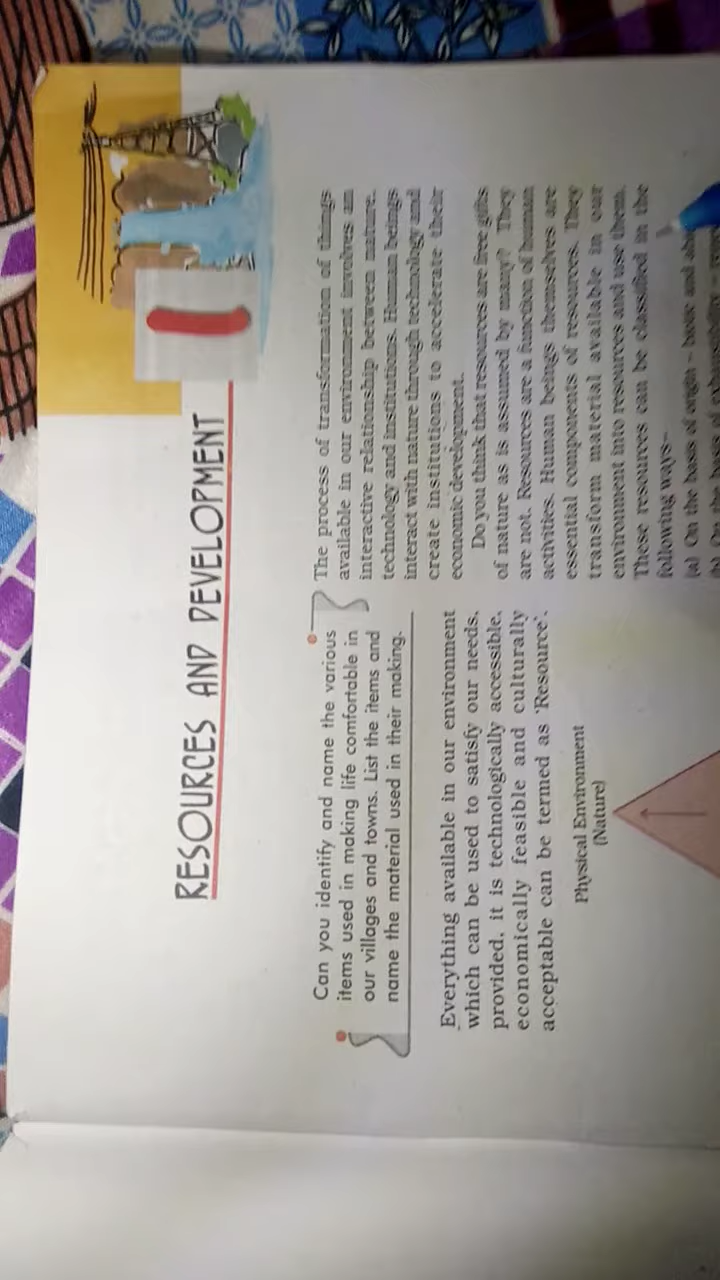 1
RESOURCES AND DEVELOPMENT
Can you identify and name the various
items used in making life comfortable in
our villages and towns. List the items and
name the material used in their making.
Everything available in our environment
which can be used to satisfy our needs,
provided, it is technologically accessible,
economically feasible and culturally
acceptable can be termed as 'Resource'.
Physical Environment
(Nature)
The process of transformation of things
available in our environment involves an
interactive relationship between nature,
technology and institutions. Human beings
interact with nature through technology and
create institutions to accelerate their
economic development.
Do you think that resources are free gifts
of nature as is assumed by many? They
are not. Resources are a function of human
activities. Human beings themselves are
essential components of resources. They
transform material available in our
environment into resources and use them.
These resources can be classified in the
following ways–
(a) On the basis of origin – biotic and
(b) On the basis of exhaustibility –